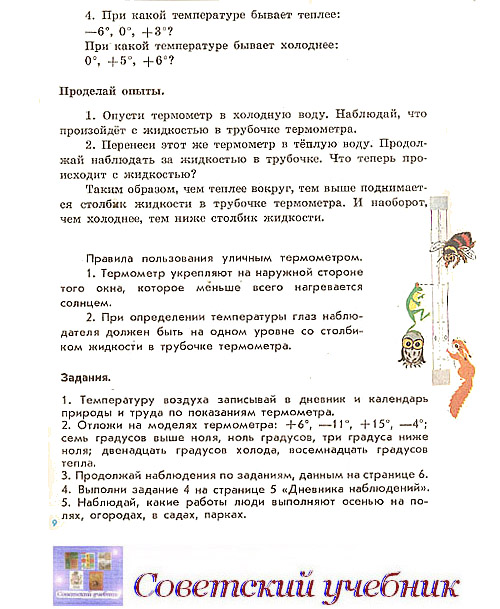 4. При какой температуре бывает теплее:
—6°, 0°, +3°?
При какой температуре бывает холоднее:
0°, +5°, +6°?
Проделай опыты.
1. Опусти термометр в холодную воду. Наблюдай, что
произойдёт с жидкостью в трубочке термометра.
2. Перенеси этот же термометр в тёплую воду. Продол-
жай наблюдать за жидкостью в трубочке. Что теперь про-
исходит с жидкостью?
Таким образом, чем теплее вокруг, тем выше поднимает-
ся столбик жидкости в трубочке термометра. И наоборот,
чем холоднее, тем ниже столбик жидкости.
Правила пользования уличным термометром.
1. Термометр укрепляют на наружной стороне
того окна, которое меньше всего нагревается
солнцем.
2. При определении температуры глаз наблю-
дателя должен быть на одном уровне со столби-
ком жидкости в трубочке термометра.
Задания.
1. Температуру воздуха записывай в дневник и календарь
природы и труда по показаниям термометра.
2. Отложи на моделях термометра: +6°, —11°, +15°, —4°;
семь градусов выше ноля, ноль градусов, три градуса ниже
ноля; двенадцать градусов холода, восемнадцать градусов
тепла.
3. Продолжай наблюдения по заданиям, данным на странице 6.
4. Выполни задание 4 на странице 5 «Дневника наблюдений».
5. Наблюдай, какие работы люди выполняют осенью на по-
лях, огородах, в садах, парках.
9
Советский учебник
Советский учебник